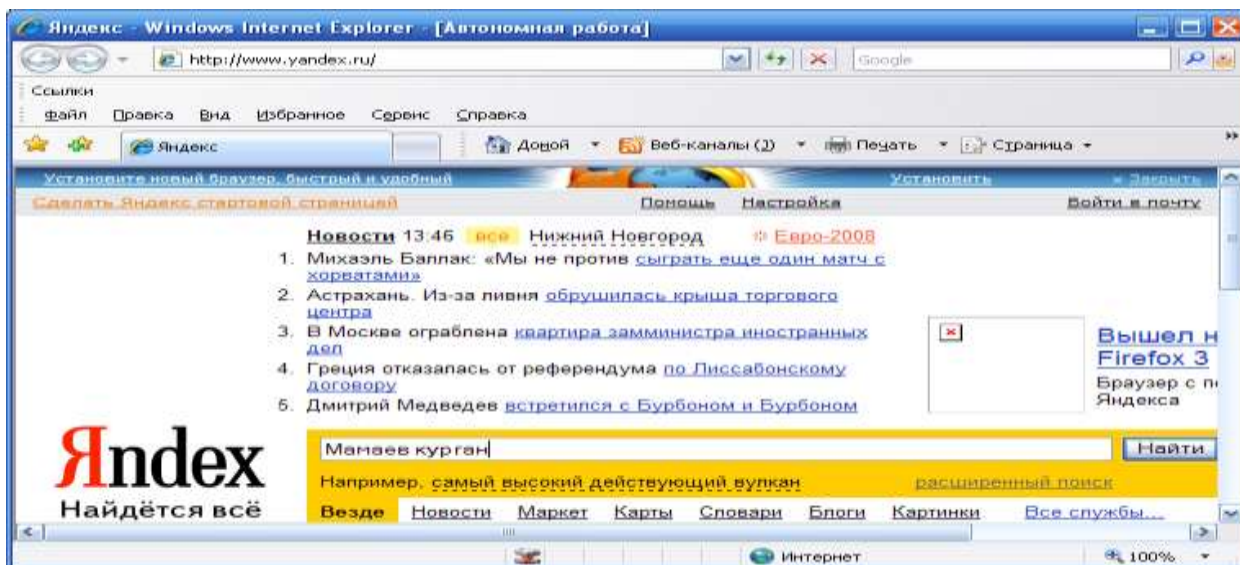 Яндекс - Windows Internet Explorer - [Автономная работа]
http://www.yandex.ru/
Google
Ссылки
Файл Правка Вид Избранное Сервис Справка
Яндекс
Домой
Веб-каналы (J)
Печать
Страница
Установите новый браузер, быстрый и удобный
Установить
Закрыть
Сделать Яндекс стартовой страницей
Помощь Настройка
Войти в почту
Новости 13:46 все Нижний Новгород Евро-2008
1. Михаэль Баллак: «Мы не против сыграть еще один матч с
хорватами»
2. Астрахань. Из-за ливня обрушилась крыша торгового
центра
3. В Москве ограблена квартира замминистра иностранных
дел
4. Греция отказалась от референдума по Лиссабонскому
договору
5. Дмитрий Медведев встретился с Бурбоном и Бурбоном
Вышел н
Firefox 3
Браузер с п
Яндекса
Яndex
Найдётся всё
Мамаев курган
Найти
Например, самый высокий действующий вулкан
расширенный поиск
Везде Новости Маркет Карты Словари Блоги Картинки Все службы...
Интернет
100%